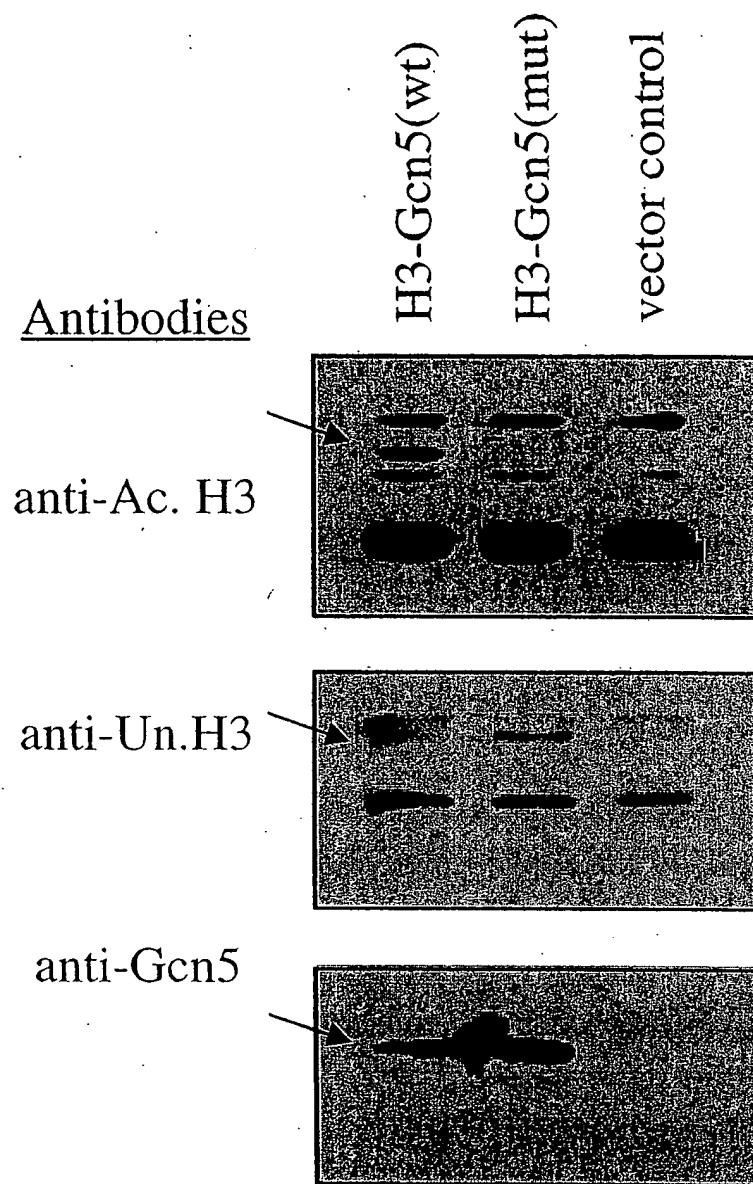 H3-Gcn5(wt)
H3-Gcn5(mut)
vector control
Antibodies
anti-Ac. H3
anti-Un.H3
anti-Gcn5